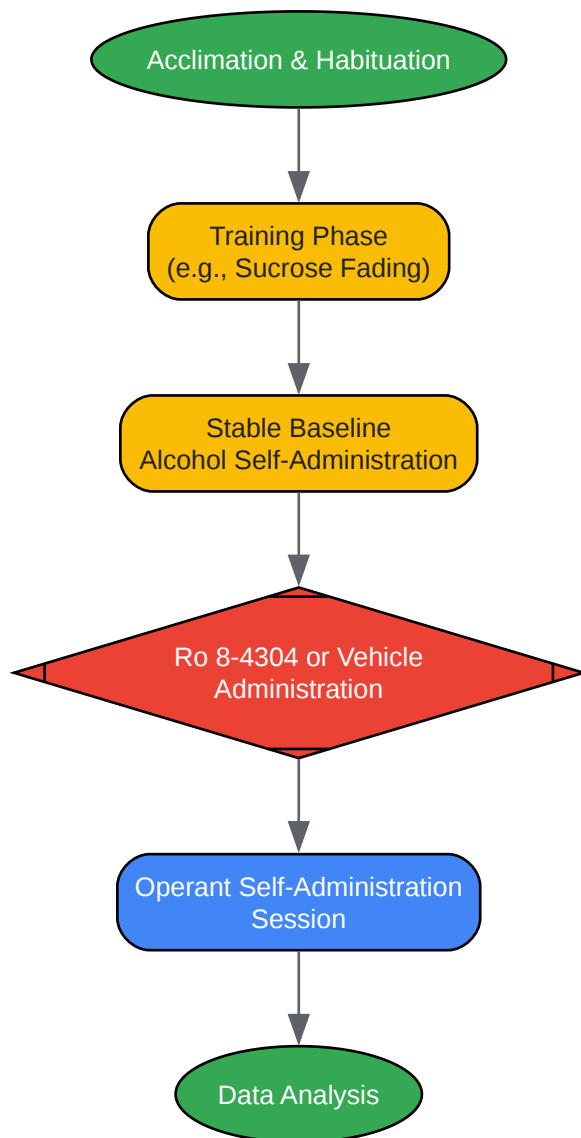 Acclimation & Habituation
Training Phase
(e.g., Sucrose Fading)
Stable Baseline
Alcohol Self-Administration
Ro 8-4304 or Vehicle
Administration
Operant Self-Administration
Session
Data Analysis